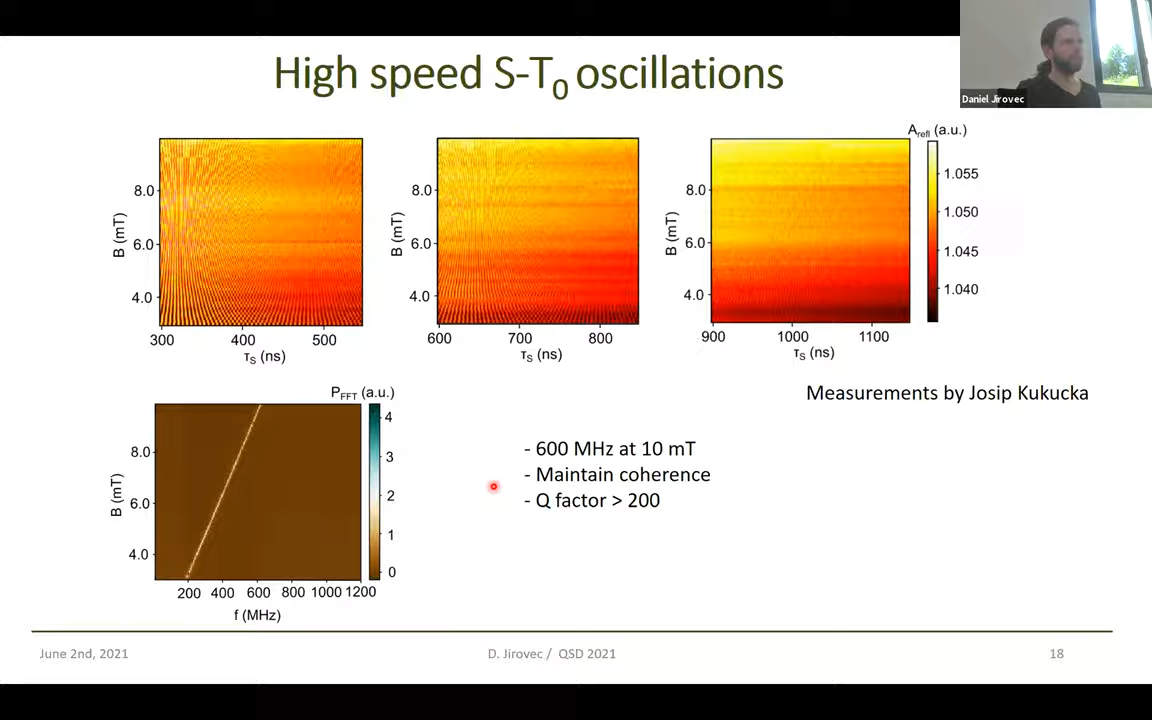 Daniel Jirovec
High speed S-T0 oscillations
B (mT)
8.0
6.0
4.0
300 400 500
τS (ns)
B (mT)
8.0
6.0
4.0
600 700 800
τS (ns)
B (mT)
8.0
6.0
4.0
900 1000 1100
τS (ns)
Arefl (a.u.)
1.055
1.050
1.045
1.040
Measurements by Josip Kukucka
PFFT (a.u.)
4
3
2
1
0
B (mT)
8.0
6.0
4.0
200 400 600 800 1000 1200
f (MHz)
- 600 MHz at 10 mT
- Maintain coherence
- Q factor > 200
June 2nd, 2021
D. Jirovec / QSD 2021
18